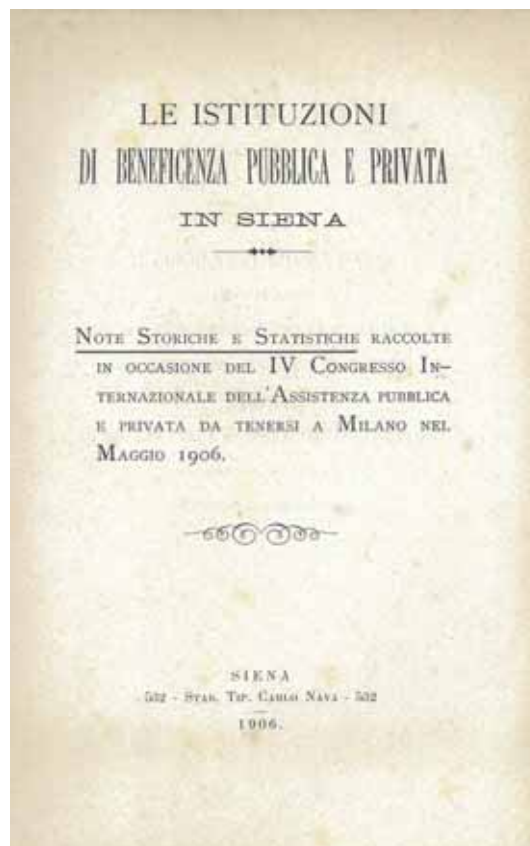 LE ISTITUZIONI
DI BENEFICENZA PUBBLICA E PRIVATA
IN SIENA
NOTE STORICHE E STATISTICHE RACCOLTE
IN OCCASIONE DEL IV CONGRESSO IN-
TERNAZIONALE DELL'ASSISTENZA PUBBLICA
E PRIVATA DA TENERSI A MILANO NEL
MAGGIO 1906.
SIENA
532 - STAB. TIP. CARLO NAVA - 532
1906.